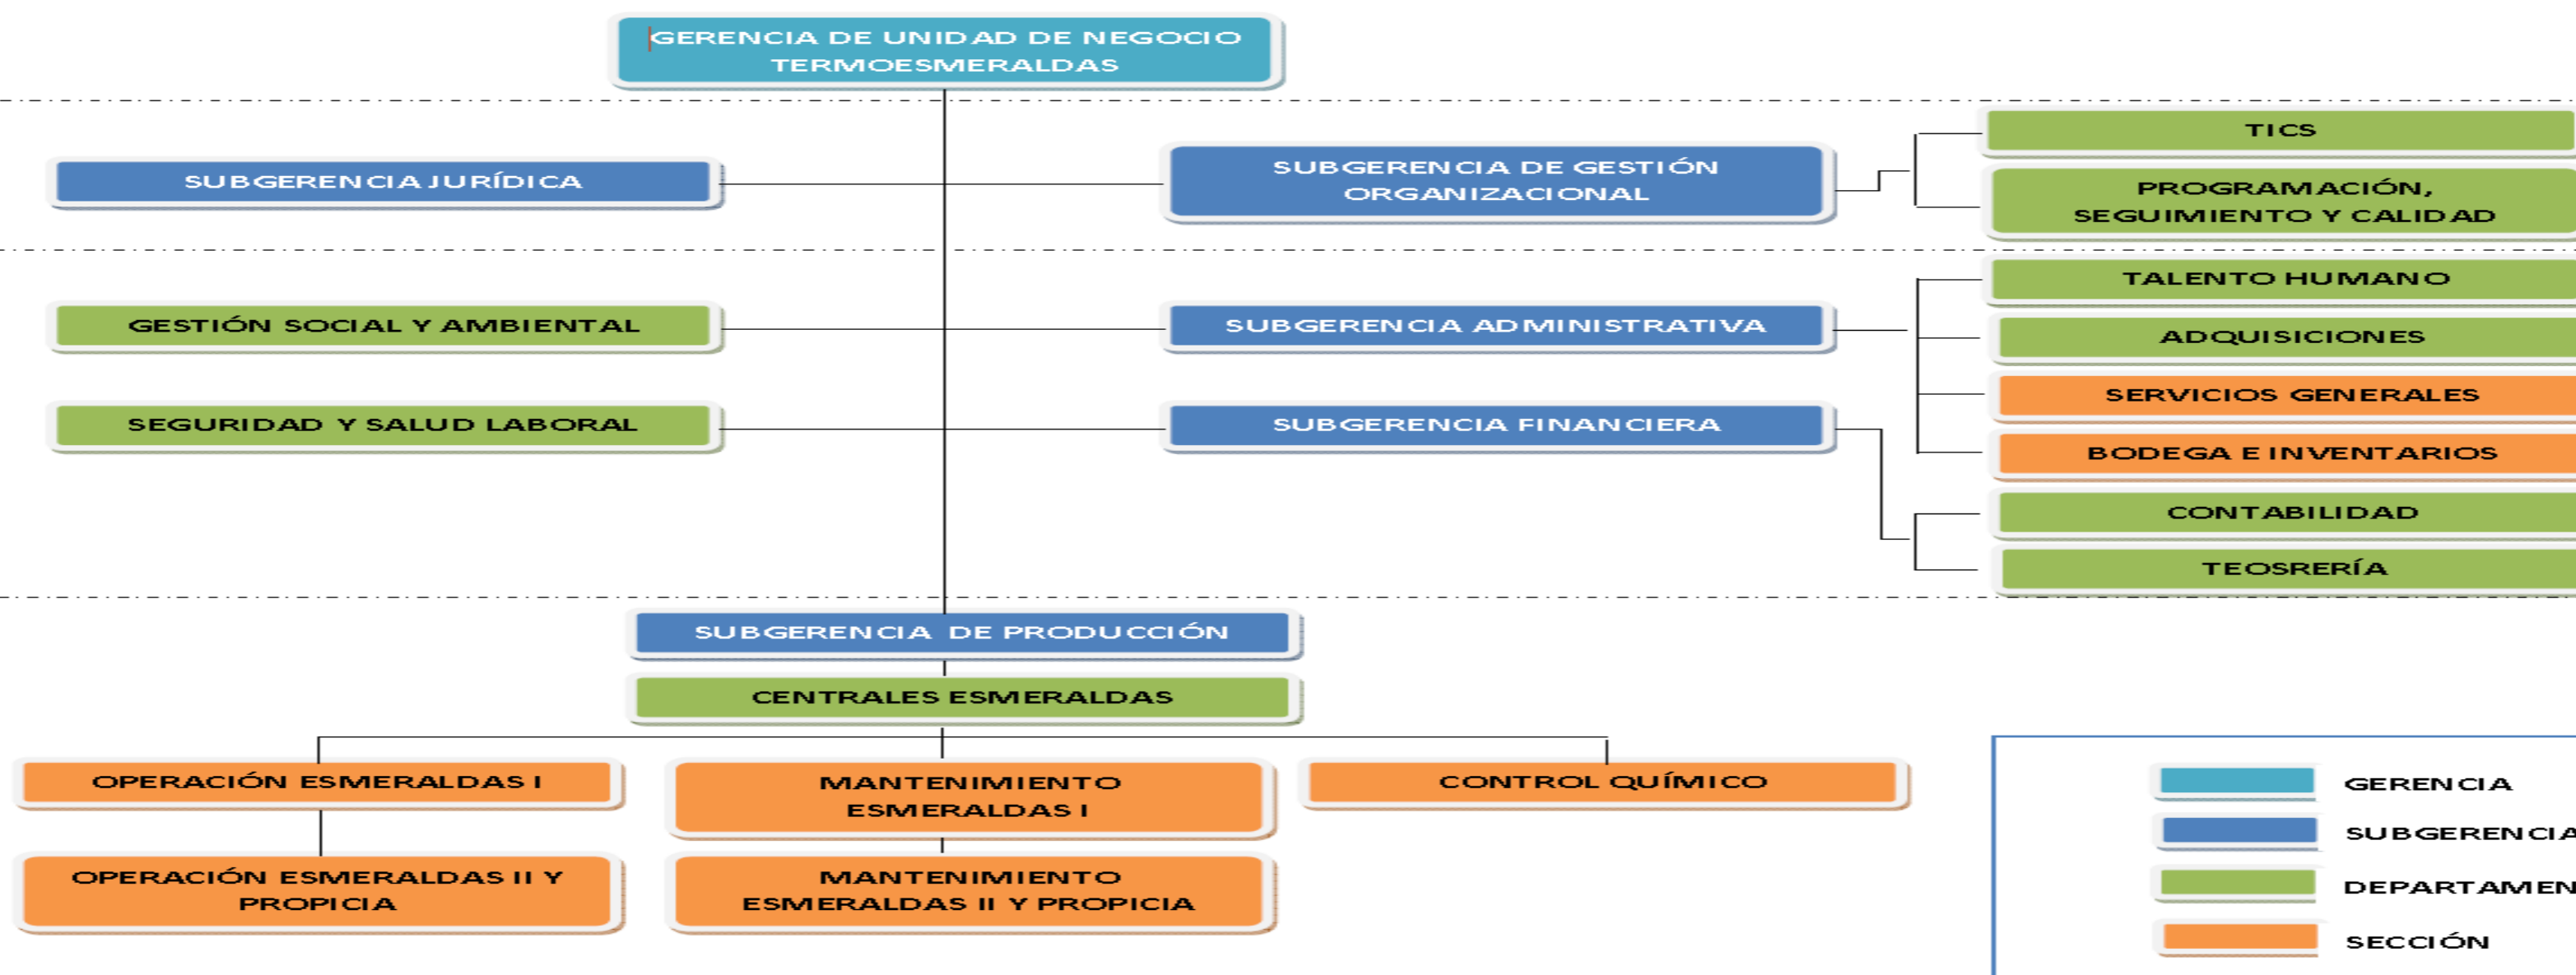 GERENCIA DE UNIDAD DE NEGOCIO
TERMOESMERALDAS
SUBGERENCIA JURÍDICA
SUBGERENCIA DE GESTIÓN
ORGANIZACIONAL
TICS
PROGRAMACIÓN,
SEGUIMIENTO Y CALIDAD
GESTIÓN SOCIAL Y AMBIENTAL
SUBGERENCIA ADMINISTRATIVA
TALENTO HUMANO
ADQUISICIONES
SERVICIOS GENERALES
BODEGA E INVENTARIOS
SEGURIDAD Y SALUD LABORAL
SUBGERENCIA FINANCIERA
CONTABILIDAD
TEOSRERÍA
SUBGERENCIA DE PRODUCCIÓN
CENTRALES ESMERALDAS
OPERACIÓN ESMERALDAS I
MANTENIMIENTO
ESMERALDAS I
CONTROL QUÍMICO
OPERACIÓN ESMERALDAS II Y
PROPICIA
MANTENIMIENTO
ESMERALDAS II Y PROPICIA
GERENCIA
SUBGERENCIA
DEPARTAMEN
SECCIÓN